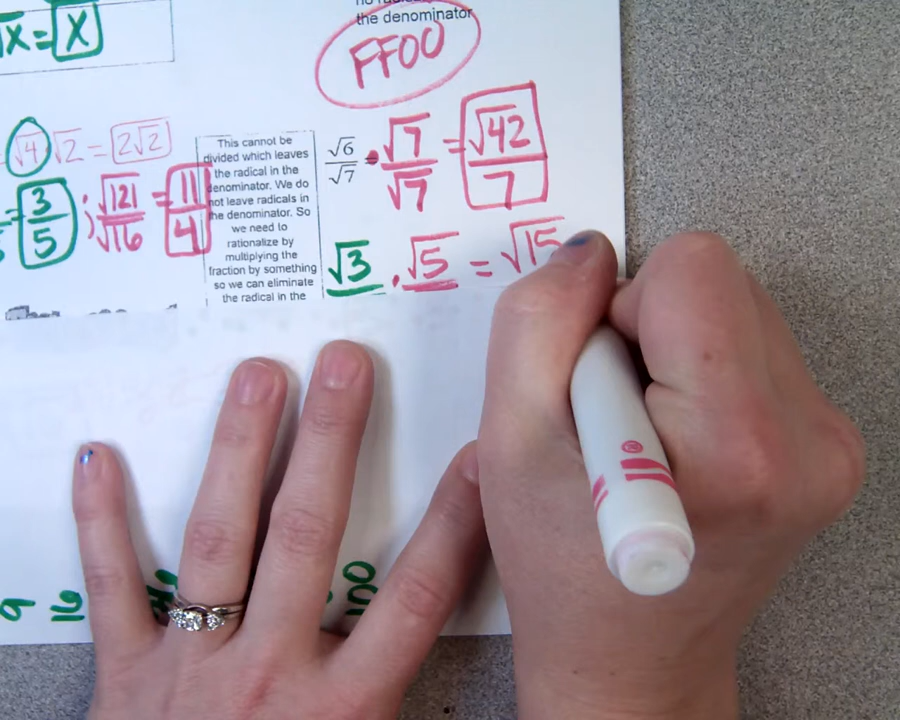 the denominator
FFOO
√x = √x
√4 √2 = 2√2
= 3/5 ; √121/√16 = 11/4
This cannot be
divided which leaves
the radical in the
denominator. We do
not leave radicals in
the denominator. So
we need to
rationalize by
multiplying the
fraction by something
so we can eliminate
the radical in the
√6/√7 • √7/√7 = √42/7
√3 . √5 = √15
9 16 100